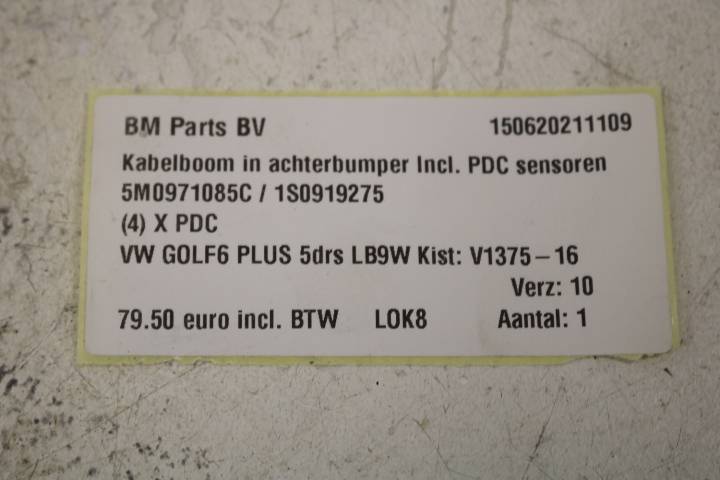 BM Parts BV 150620211109
Kabelboom in achterbumper Incl. PDC sensoren
5M0971085C / 1S0919275
(4) X PDC
VW GOLF6 PLUS 5drs LB9W Kist: V1375-16
Verz: 10
79.50 euro incl. BTW LOK8 Aantal: 1